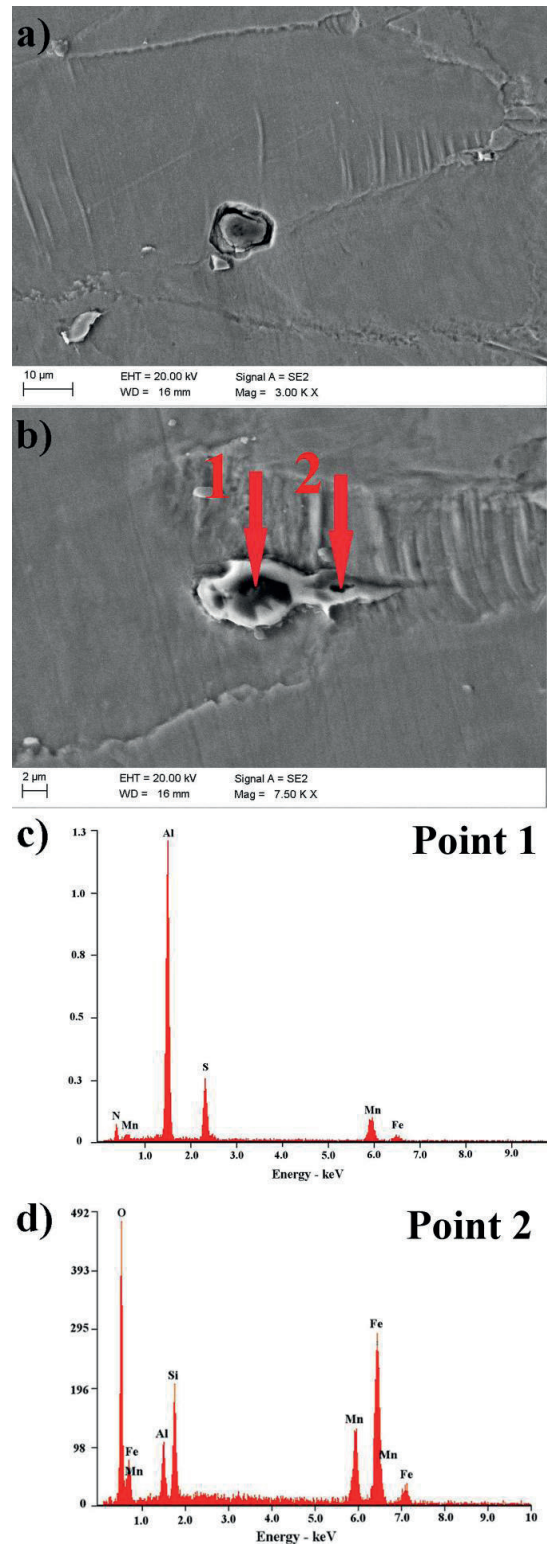 a)
10 µm EHT = 20.00 kV Signal A = SE2
WD = 16 mm Mag = 3.00 K X
b)
1 2
2 µm EHT = 20.00 kV Signal A = SE2
WD = 16 mm Mag = 7.50 K X
c) Point 1
1.3
Al
1.0
0.8
0.5
S
0.3
N Mn Mn Fe
0
1.0 2.0 3.0 4.0 5.0 6.0 7.0 8.0 9.0
Energy - keV
d) Point 2
492
O
393
295
Fe
196
Si
Mn
Al
98
Fe
Mn
Mn
Fe
0
1.0 2.0 3.0 4.0 5.0 6.0 7.0 8.0 9.0 10
Energy - keV